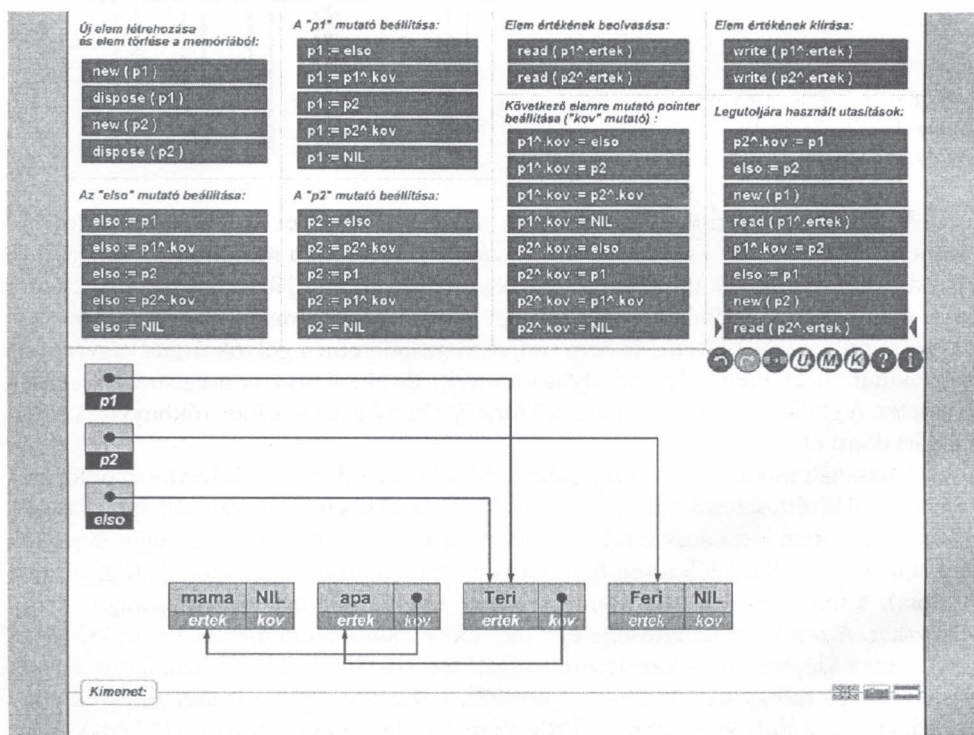 Új elem létrehozása
és elem törlése a memóriából:
new ( p1 )
dispose ( p1 )
new ( p2 )
dispose ( p2 )
A "p1" mutató beállítása:
p1 := elso
p1 := p1^.kov
p1 := p2
p1 := p2^.kov
p1 := NIL
Elem értékének beolvasása:
read ( p1^.ertek )
read ( p2^.ertek )
Elem értékének kiírása:
write ( p1^.ertek )
write ( p2^.ertek )
Az "elso" mutató beállítása:
elso := p1
elso := p1^.kov
elso := p2
elso := p2^.kov
elso := NIL
A "p2" mutató beállítása:
p2 := elso
p2 := p2^.kov
p2 := p1
p2 := p1^.kov
p2 := NIL
Következő elemre mutató pointer
beállítása ("kov" mutató) :
p1^.kov := elso
p1^.kov := p2
p1^.kov := p2^.kov
p1^.kov := NIL
p2^.kov := elso
p2^.kov := p1
p2^.kov := p1^.kov
p2^.kov := NIL
Legutoljára használt utasítások:
p2^.kov := p1
elso := p2
new ( p1 )
read ( p1^.ertek )
p1^.kov := p2
elso := p1
new ( p2 )
read ( p2^.ertek )
U M K ? !
p1
p2
elso
mama NIL apa Teri Feri NIL
ertek kov ertek kov ertek kov ertek kov
Kimenet: